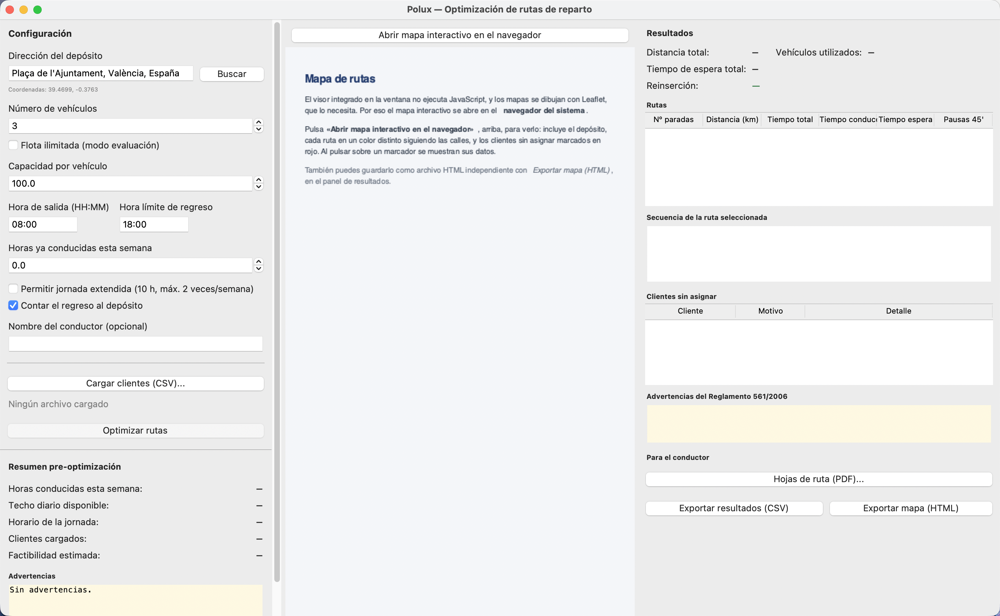 Polux — Optimización de rutas de reparto
Configuración
Dirección del depósito
Plaça de l'Ajuntament, València, España
Buscar
Coordenadas: 39.4699, -0.3763
Número de vehículos
3
Flota ilimitada (modo evaluación)
Capacidad por vehículo
100.0
Hora de salida (HH:MM) Hora límite de regreso
08:00 18:00
Horas ya conducidas esta semana
0.0
Permitir jornada extendida (10 h, máx. 2 veces/semana)
Contar el regreso al depósito
Nombre del conductor (opcional)
Cargar clientes (CSV)...
Ningún archivo cargado
Optimizar rutas
Resumen pre-optimización
Horas conducidas esta semana: —
Techo diario disponible: —
Horario de la jornada: —
Clientes cargados: —
Factibilidad estimada: —
Advertencias
Sin advertencias.
Abrir mapa interactivo en el navegador
Mapa de rutas
El visor integrado en la ventana no ejecuta JavaScript, y los mapas se dibujan con Leaflet,
que lo necesita. Por eso el mapa interactivo se abre en el navegador del sistema .
Pulsa «Abrir mapa interactivo en el navegador» , arriba, para verlo: incluye el depósito,
cada ruta en un color distinto siguiendo las calles, y los clientes sin asignar marcados en
rojo. Al pulsar sobre un marcador se muestran sus datos.
También puedes guardarlo como archivo HTML independiente con Exportar mapa (HTML) ,
en el panel de resultados.
Resultados
Distancia total: — Vehículos utilizados: —
Tiempo de espera total: —
Reinserción: —
Rutas
Nº paradas Distancia (km) Tiempo total Tiempo conduc Tiempo espera Pausas 45'
Secuencia de la ruta seleccionada
Clientes sin asignar
Cliente Motivo Detalle
Advertencias del Reglamento 561/2006
Para el conductor
Hojas de ruta (PDF)...
Exportar resultados (CSV) Exportar mapa (HTML)